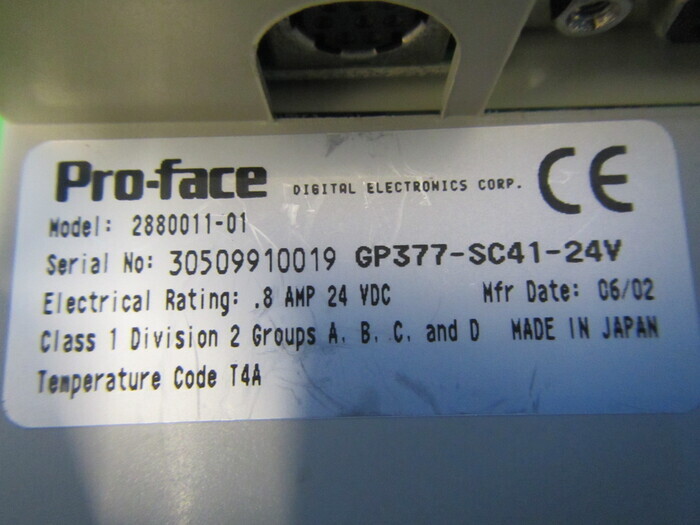 Pro-face DIGITAL ELECTRONICS CORP. CE
Model: 2880011-01
Serial No: 30509910019 GP377-SC41-24V
Electrical Rating: .8 AMP 24 VDC Mfr Date: 06/02
Class 1 Division 2 Groups A, B, C, and D MADE IN JAPAN
Temperature Code T4A